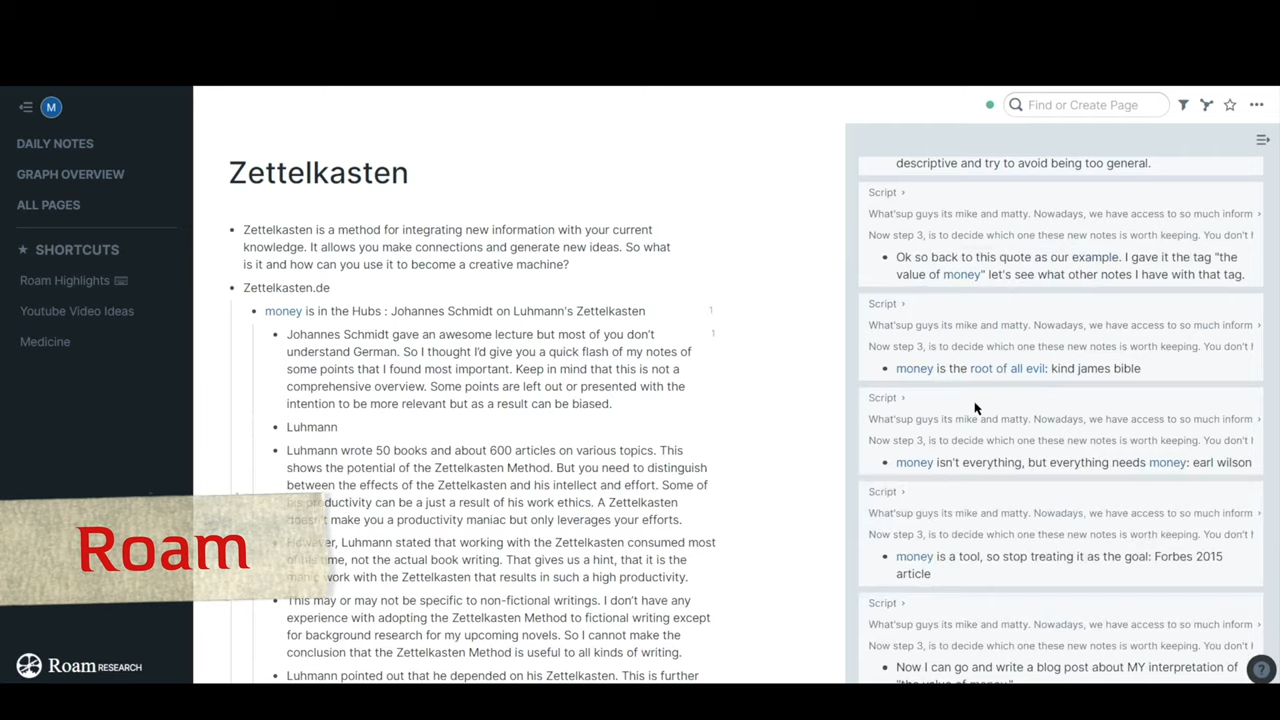 M
DAILY NOTES
GRAPH OVERVIEW
ALL PAGES
★ SHORTCUTS
Roam Highlights
Youtube Video Ideas
Medicine
Roam
Roam RESEARCH
Find or Create Page
Zettelkasten
• Zettelkasten is a method for integrating new information with your current
knowledge. It allows you make connections and generate new ideas. So what
is it and how can you use it to become a creative machine?
• Zettelkasten.de
• money is in the Hubs : Johannes Schmidt on Luhmann's Zettelkasten 1
• Johannes Schmidt gave an awesome lecture but most of you don't 1
understand German. So I thought I'd give you a quick flash of my notes of
some points that I found most important. Keep in mind that this is not a
comprehensive overview. Some points are left out or presented with the
intention to be more relevant but as a result can be biased.
• Luhmann
• Luhmann wrote 50 books and about 600 articles on various topics. This
shows the potential of the Zettelkasten Method. But you need to distinguish
between the effects of the Zettelkasten and his intellect and effort. Some of
his productivity can be a just a result of his work ethics. A Zettelkasten
doesn't make you a productivity maniac but only leverages your efforts.
• However, Luhmann stated that working with the Zettelkasten consumed most
of his time, not the actual book writing. That gives us a hint, that it is the
manic work with the Zettelkasten that results in such a high productivity.
• This may or may not be specific to non-fictional writings. I don't have any
experience with adopting the Zettelkasten Method to fictional writing except
for background research for my upcoming novels. So I cannot make the
conclusion that the Zettelkasten Method is useful to all kinds of writing.
• Luhmann pointed out that he depended on his Zettelkasten. This is further
descriptive and try to avoid being too general.
Script ›
What'sup guys its mike and matty. Nowadays, we have access to so much inform ›
Now step 3, is to decide which one these new notes is worth keeping. You don't
• Ok so back to this quote as our example. I gave it the tag "the
value of money" let's see what other notes I have with that tag.
Script ›
What'sup guys its mike and matty. Nowadays, we have access to so much inform ›
Now step 3, is to decide which one these new notes is worth keeping. You don't
• money is the root of all evil: kind james bible
Script ›
What'sup guys its mike and matty. Nowadays, we have access to so much inform ›
Now step 3, is to decide which one these new notes is worth keeping. You don't
• money isn't everything, but everything needs money: earl wilson
Script ›
What'sup guys its mike and matty. Nowadays, we have access to so much inform ›
Now step 3, is to decide which one these new notes is worth keeping. You don't
• money is a tool, so stop treating it as the goal: Forbes 2015
article
Script ›
What'sup guys its mike and matty. Nowadays, we have access to so much inform ›
Now step 3, is to decide which one these new notes is worth keeping. You don't
• Now I can go and write a blog post about MY interpretation of
"the value of money"
?